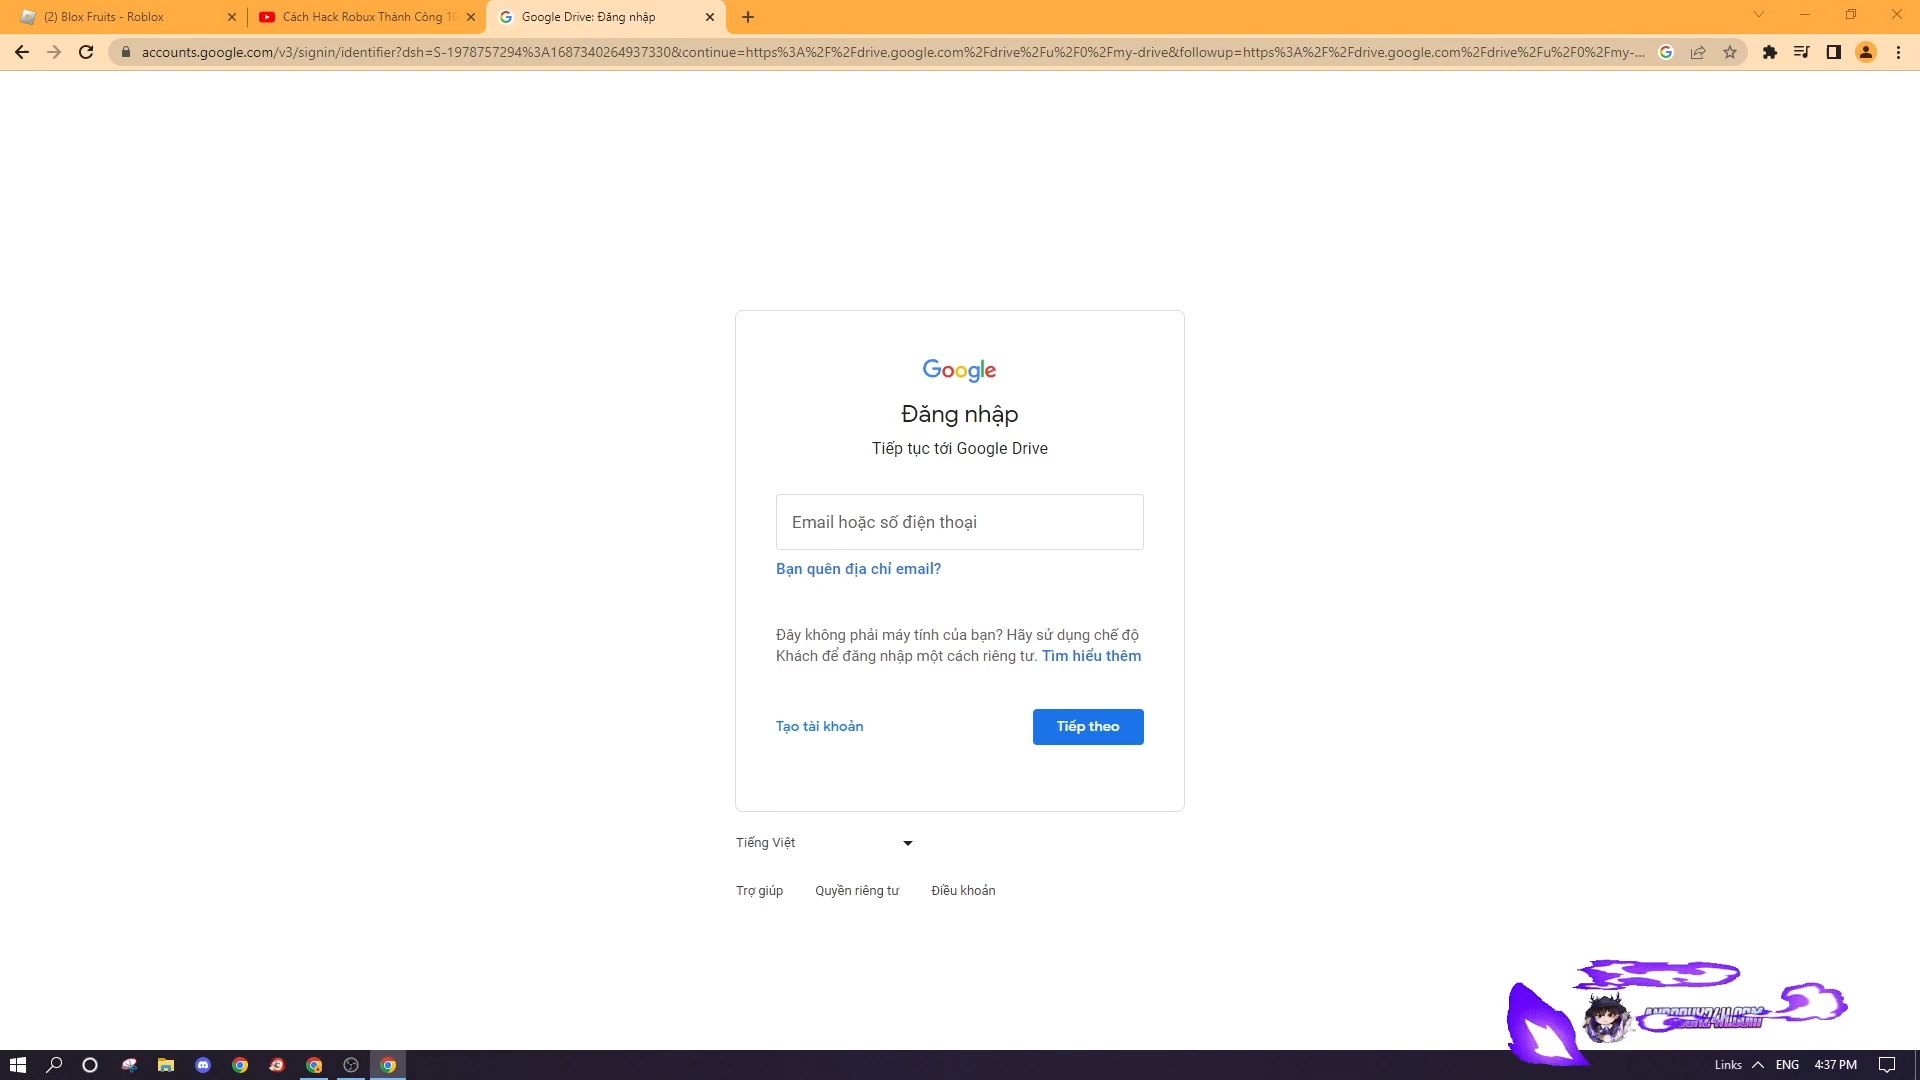 (2) Blox Fruits - Roblox
Cách Hack Robux Thành Công 10
Google Drive: Đăng nhập
accounts.google.com/v3/signin/identifier?dsh=S-1978757294%3A1687340264937330&continue=https%3A%2F%2Fdrive.google.com%2Fdrive%2Fu%2F0%2Fmy-drive&followup=https%3A%2F%2Fdrive.google.com%2Fdrive%2Fu%2F0%2Fmy-...
Google
Đăng nhập
Tiếp tục tới Google Drive
Email hoặc số điện thoại
Bạn quên địa chỉ email?
Đây không phải máy tính của bạn? Hãy sử dụng chế độ
Khách để đăng nhập một cách riêng tư. Tìm hiểu thêm
Tạo tài khoản
Tiếp theo
Tiếng Việt
Trợ giúp
Quyền riêng tư
Điều khoản
Links
ENG
4:37 PM